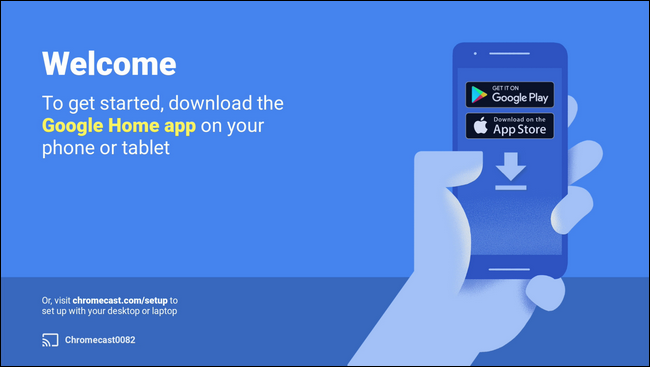 Welcome
To get started, download the
Google Home app on your
phone or tablet
GET IT ON
Google Play
Download on the
App Store
Or, visit chromecast.com/setup to
set up with your desktop or laptop
Chromecast0082